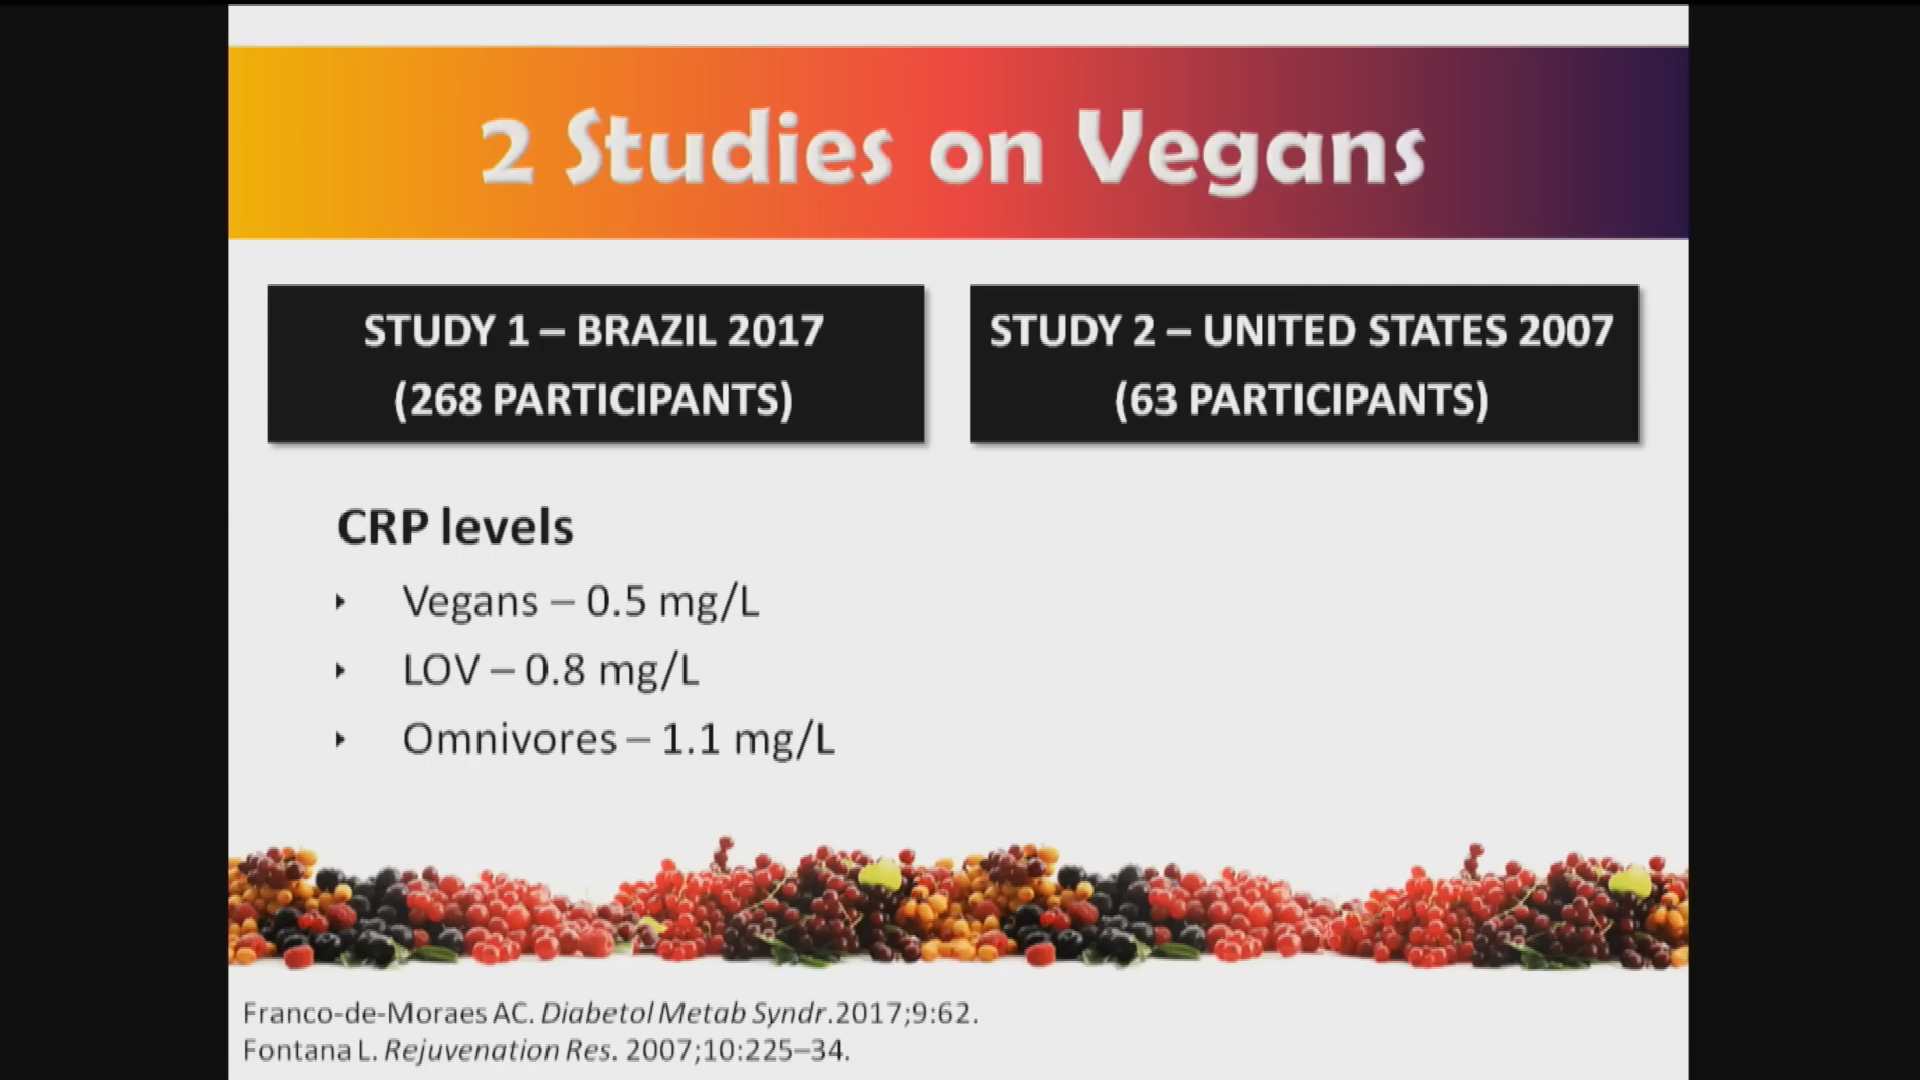 2 Studies on Vegans
STUDY 1 – BRAZIL 2017
(268 PARTICIPANTS)
STUDY 2 – UNITED STATES 2007
(63 PARTICIPANTS)
CRP levels
‣ Vegans – 0.5 mg/L
‣ LOV – 0.8 mg/L
‣ Omnivores – 1.1 mg/L
Franco-de-Moraes AC. Diabetol Metab Syndr.2017;9:62.
Fontana L. Rejuvenation Res. 2007;10:225–34.